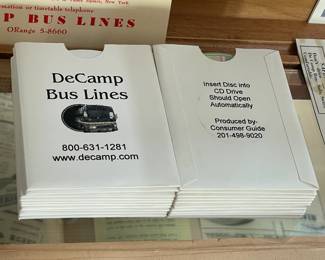 P BUS LINES
ORange 5-8660
DeCamp
Bus Lines
800-631-1281
www.decamp.com
Insert Disc into
CD Drive
Should Open
Automatically
Produced by-
Consumer Guide
201-498-9020